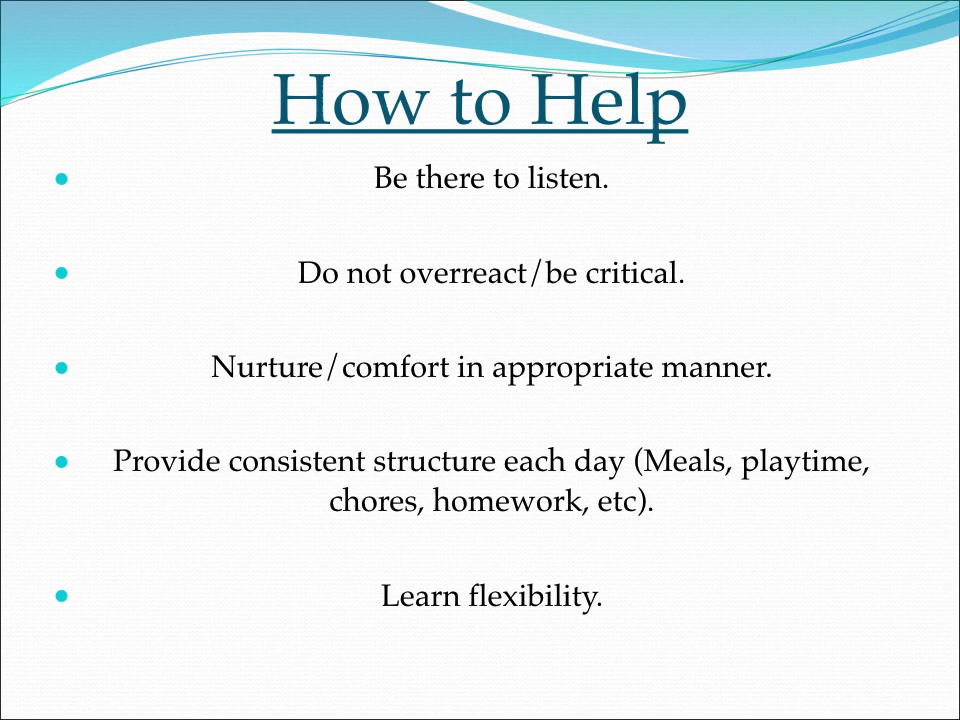 How to Help
• Be there to listen.
• Do not overreact/be critical.
• Nurture/comfort in appropriate manner.
• Provide consistent structure each day (Meals, playtime,
chores, homework, etc).
• Learn flexibility.